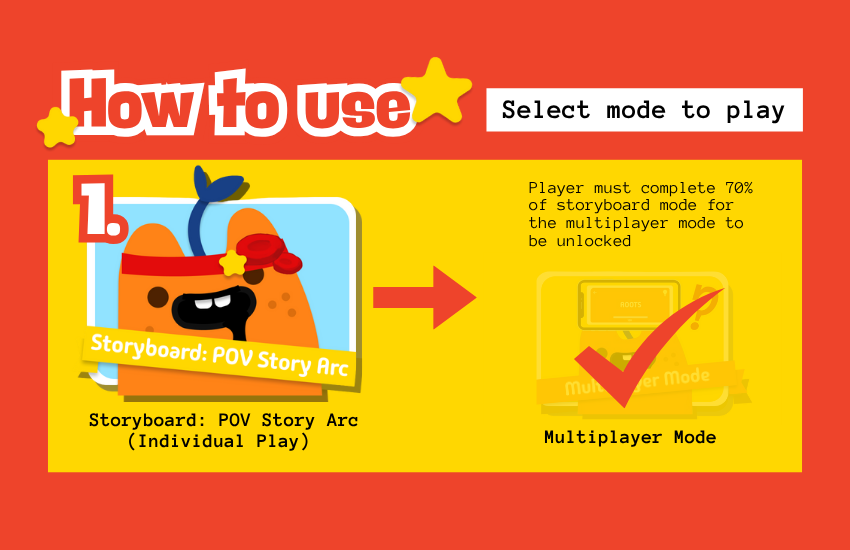 How to use
Select mode to play
1.
Player must complete 70%
of storyboard mode for
the multiplayer mode to
be unlocked
Storyboard: POV Story Arc
Storyboard: POV Story Arc
(Individual Play)
ROOTS
Mode
Multiplayer Mode